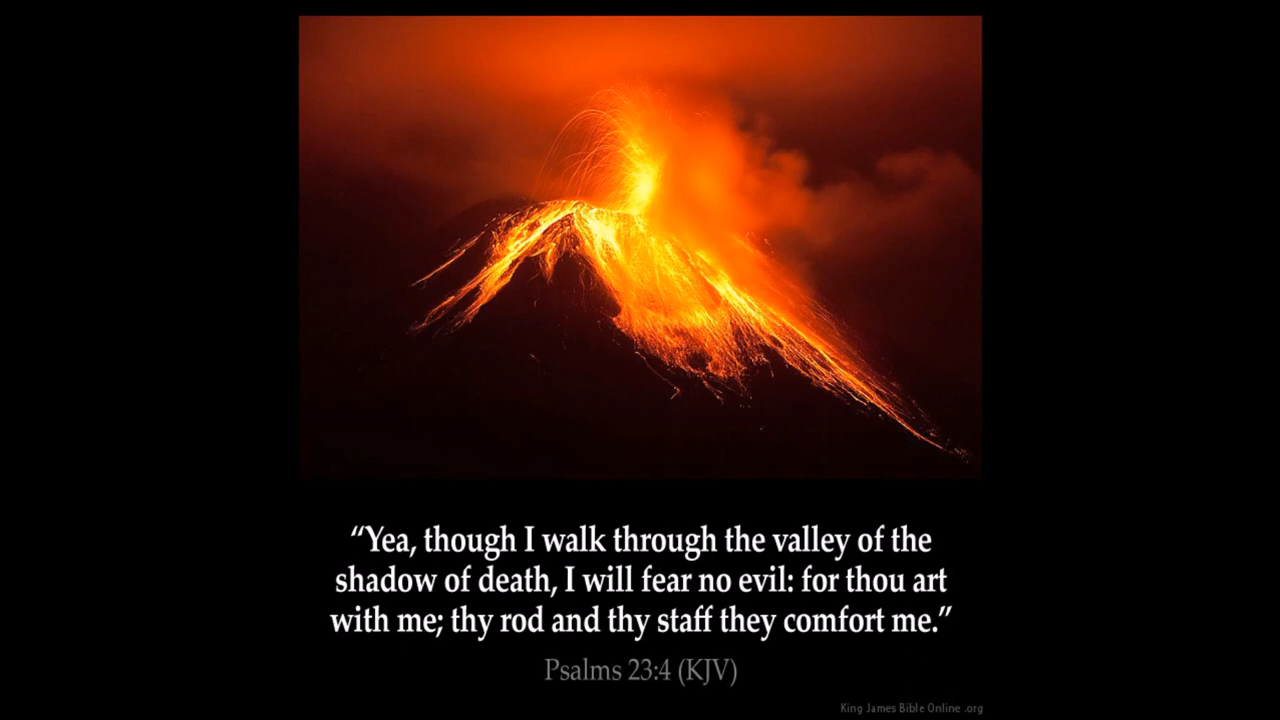 “Yea, though I walk through the valley of the
shadow of death, I will fear no evil: for thou art
with me; thy rod and thy staff they comfort me.”
Psalms 23:4 (KJV)
King James Bible Online .org